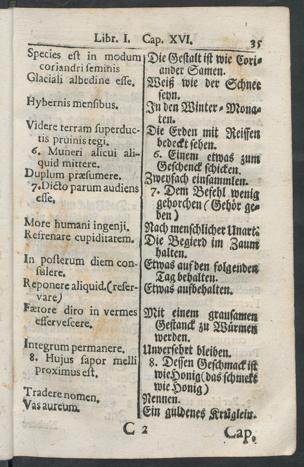 Libr. I. Cap. XVI. 35
Species est in modum
coriandri seminis
Glaciali albedine esse.
Hybernis mensibus.
Videre terram superduc-
tis pruinis tegi.
6. Muneri alicui ali-
quid mittere.
Duplum præsumere.
7. Dicto parum audiens
esse.
More humani ingenji.
Refrenare cupiditatem.
In posterum diem con-
sulere.
Reponere aliquid. (reser-
vare)
Fætore diro in vermes
effervescere.
Integrum permanere.
8. Hujus sapor melli
proximus est.
Tradere nomen.
Vas aureum.
Die Gestalt ist wie Cori-
ander Samen.
Weiß wie der Schnee
seyn.
In den Winter-Mona-
ten.
Die Erden mit Reiffen
bedeckt sehen.
6. Einem etwas zum
Geschenck schicken.
Zweyfach einsammlen.
7. Dem Befehl wenig
gehorchen (Gehör ge-
ben)
Nach menschlicher Unart.
Die Begierd im Zaum
halten.
Etwas auf den folgenden
Tag behalten.
Etwas aufbehalten.
Mit einem grausamen
Gestanck zu Würmen
werden.
Unversehrt bleiben.
8. Dessen Geschmack ist
wie Honig (das schmeckt
wie Honig)
Nennen.
Ein guldenes Krüglein.
C 2 Cap.